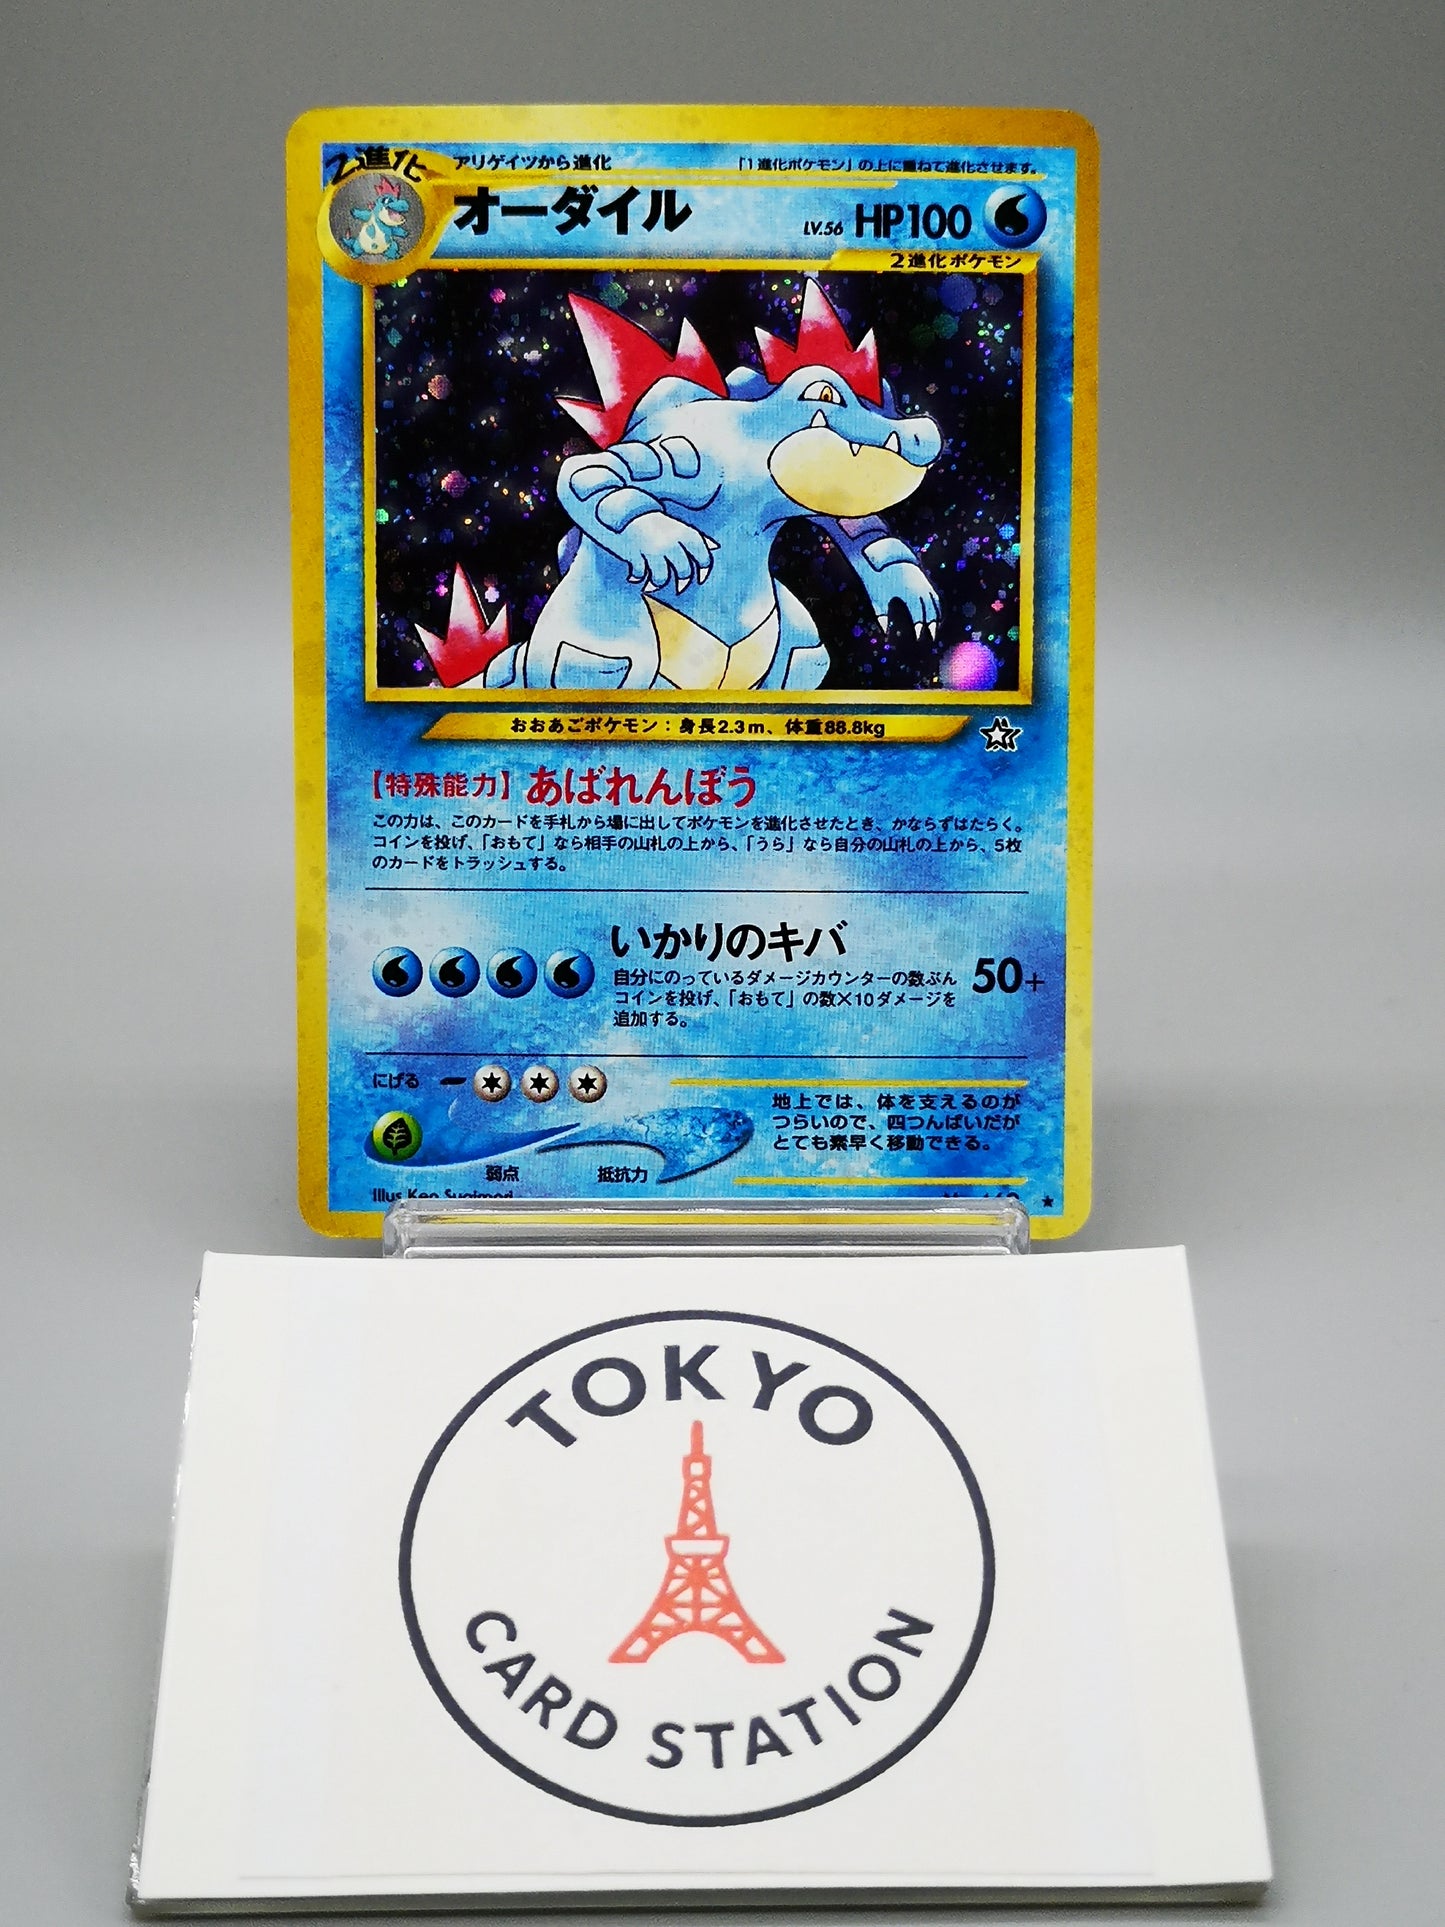 2進化
アリゲイツから進化
「1進化ポケモン」の上に重ねて進化させます。
オーダイル
LV.56 HP100
2進化ポケモン
おおあごポケモン:身長2.3m、体重88.8kg
【特殊能力】あばれんぼう
この力は、このカードを手札から場に出してポケモンを進化させたとき、かならずはたらく。
コインを投げ、「おもて」なら相手の山札の上から、「うら」なら自分の山札の上から、5枚
のカードをトラッシュする。
いかりのキバ
自分にのっているダメージカウンターの数ぶん
コインを投げ、「おもて」の数×10ダメージを
追加する。
50+
にげる
地上では、体を支えるのが
つらいので、四つんばいだが
とても素早く移動できる。
弱点
抵抗力
Illus. Ken Sugimori
TOKYO
CARD STATION